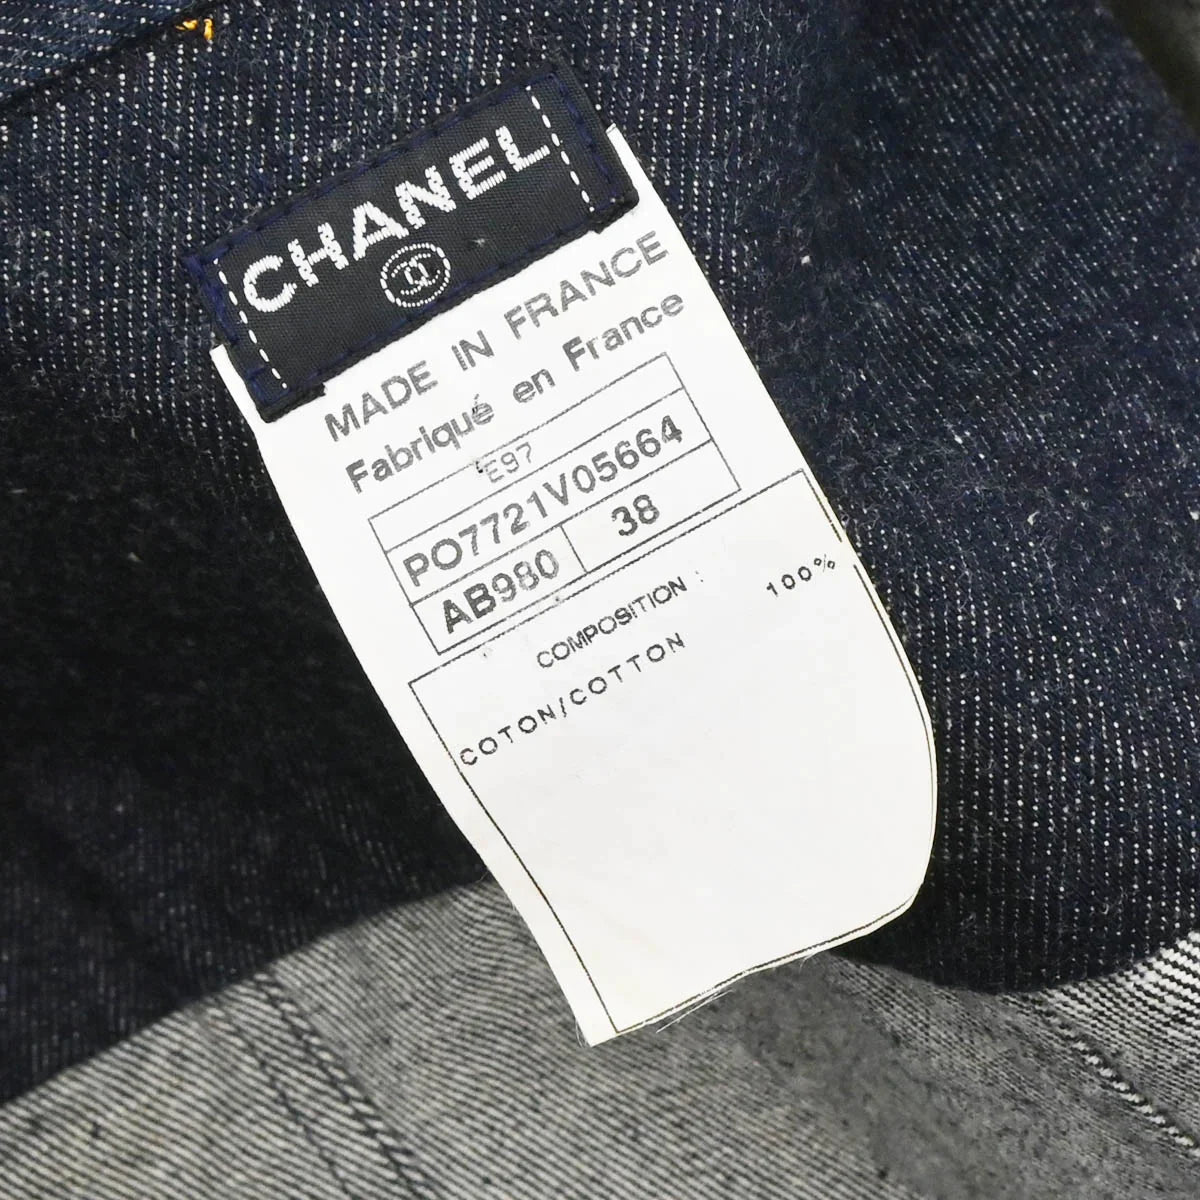 CHANEL
MADE IN FRANCE
Fabriqué en France
E97
PO7721V05664
AB980 38
COMPOSITION :
100%
COTON/COTTON